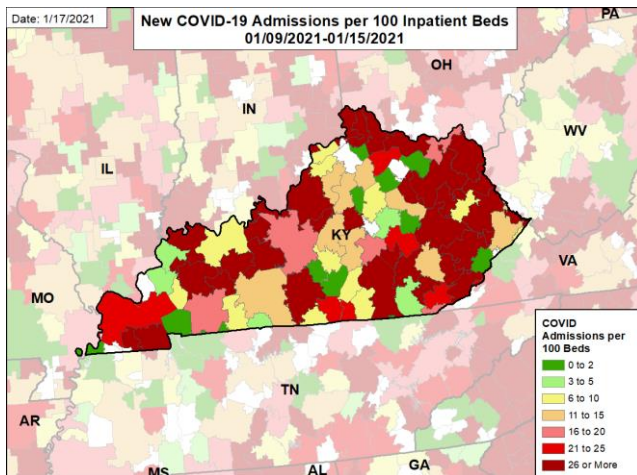 Date: 1/17/2021
New COVID-19 Admissions per 100 Inpatient Beds
01/09/2021-01/15/2021
PA
OH
IN
WV
IL
KY
VA
MO
TN
AR
MS
AL
GA
COVID
Admissions per
100 Beds
0 to 2
3 to 5
6 to 10
11 to 15
16 to 20
21 to 25
26 or More